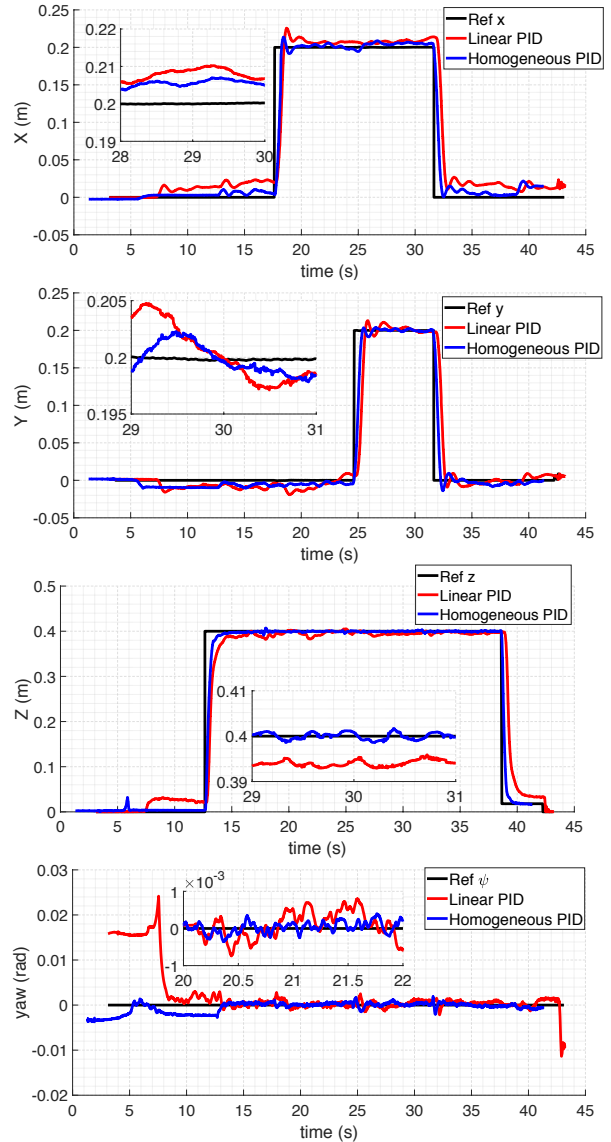 Ref x
Linear PID
Homogeneous PID
0.22
0.21
0.2
0.19
28 29 30
0.2
0.15
0.1
0.05
0
-0.05
X (m)
0 5 10 15 20 25 30 35 40 45
time (s)
Ref y
Linear PID
Homogeneous PID
0.205
0.2
0.195
29 30 31
0.2
0.15
0.1
0.05
0
-0.05
Y (m)
0 5 10 15 20 25 30 35 40 45
time (s)
Ref z
Linear PID
Homogeneous PID
0.5
0.4
0.3
0.2
0.1
0
Z (m)
0.41
0.4
0.39
29 30 31
0 5 10 15 20 25 30 35 40 45
time (s)
Ref ψ
Linear PID
Homogeneous PID
×10⁻³
1
0
-1
20 20.5 21 21.5 22
0.03
0.02
0.01
0
-0.01
-0.02
yaw (rad)
0 5 10 15 20 25 30 35 40 45
time (s)